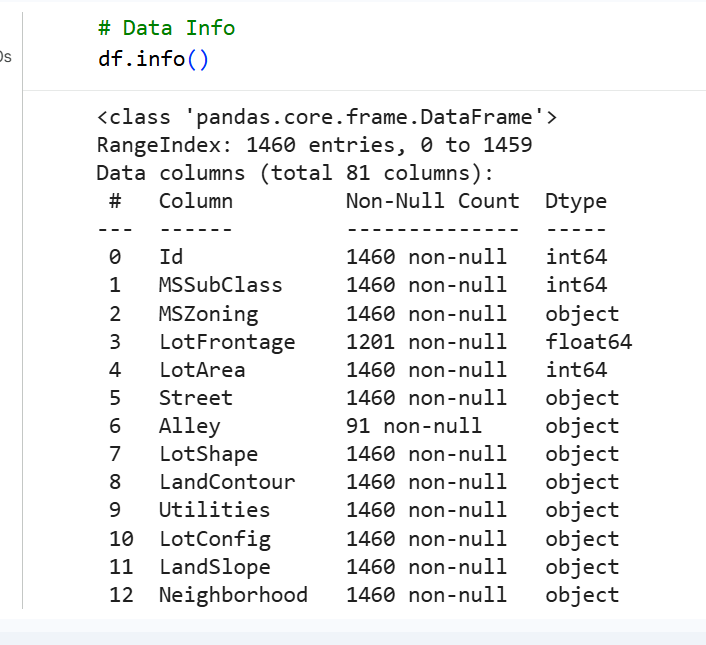 # Data Info
0s
df.info()
<class 'pandas.core.frame.DataFrame'>
RangeIndex: 1460 entries, 0 to 1459
Data columns (total 81 columns):
 #   Column         Non-Null Count  Dtype
---  ------         --------------  -----
 0   Id             1460 non-null   int64
 1   MSSubClass     1460 non-null   int64
 2   MSZoning       1460 non-null   object
 3   LotFrontage    1201 non-null   float64
 4   LotArea        1460 non-null   int64
 5   Street         1460 non-null   object
 6   Alley          91 non-null     object
 7   LotShape       1460 non-null   object
 8   LandContour    1460 non-null   object
 9   Utilities      1460 non-null   object
 10  LotConfig      1460 non-null   object
 11  LandSlope      1460 non-null   object
 12  Neighborhood   1460 non-null   object